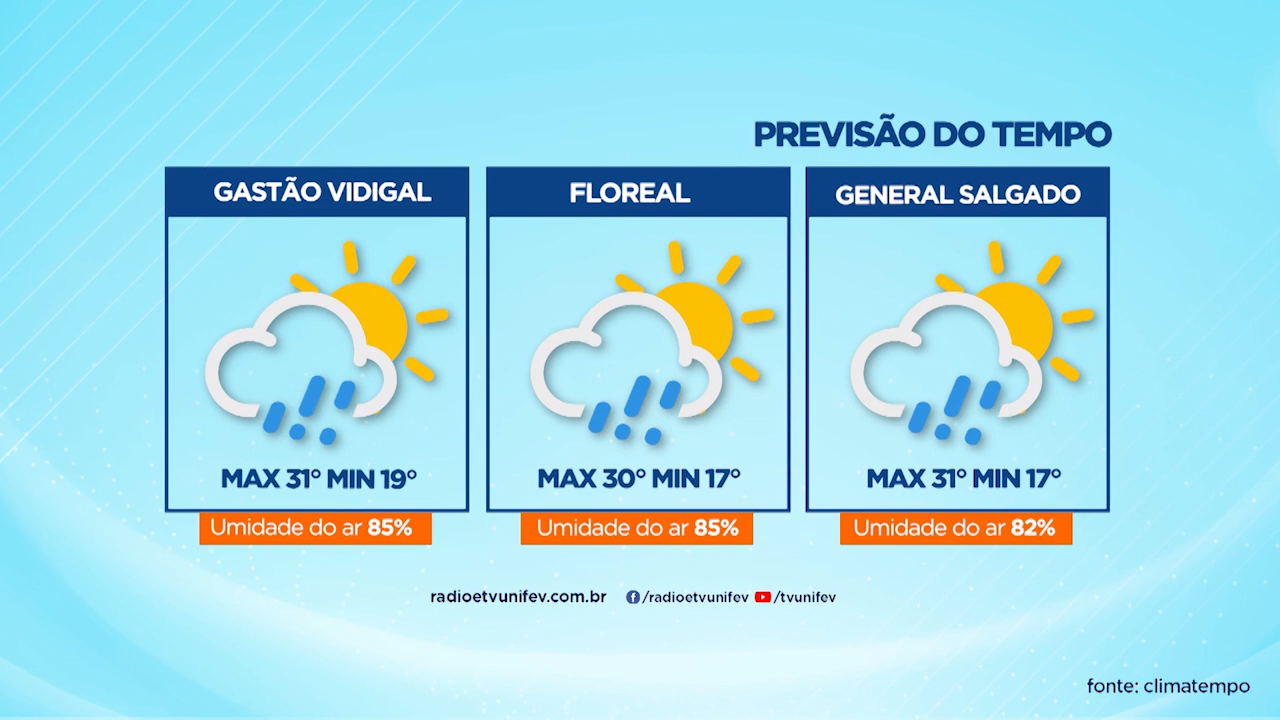 PREVISÃO DO TEMPO
GASTÃO VIDIGAL
MAX 31° MIN 19°
Umidade do ar 85%
FLOREAL
MAX 30° MIN 17°
Umidade do ar 85%
GENERAL SALGADO
MAX 31° MIN 17°
Umidade do ar 82%
radioetvunifev.com.br f/radioetvunifev /tvunifev
fonte: climatempo